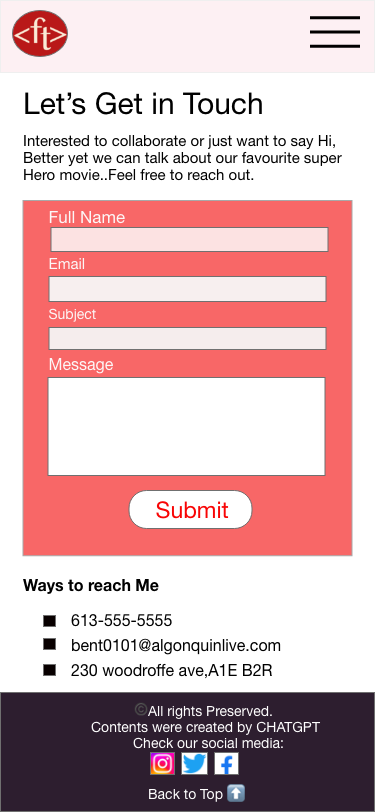 <ft>
Let's Get in Touch
Interested to collaborate or just want to say Hi,
Better yet we can talk about our favourite super
Hero movie..Feel free to reach out.
Full Name
Email
Subject
Message
Submit
Ways to reach Me
613-555-5555
bent0101@algonquinlive.com
230 woodroffe ave,A1E B2R
©All rights Preserved.
Contents were created by CHATGPT
Check our social media:
Back to Top